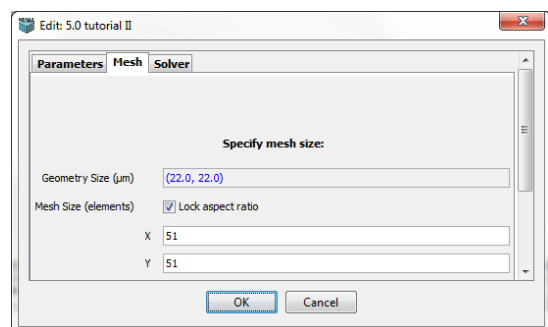 Edit: 5.0 tutorial II
Parameters Mesh Solver
Specify mesh size:
Geometry Size (µm) (22.0, 22.0)
Mesh Size (elements) Lock aspect ratio
X 51
Y 51
OK Cancel